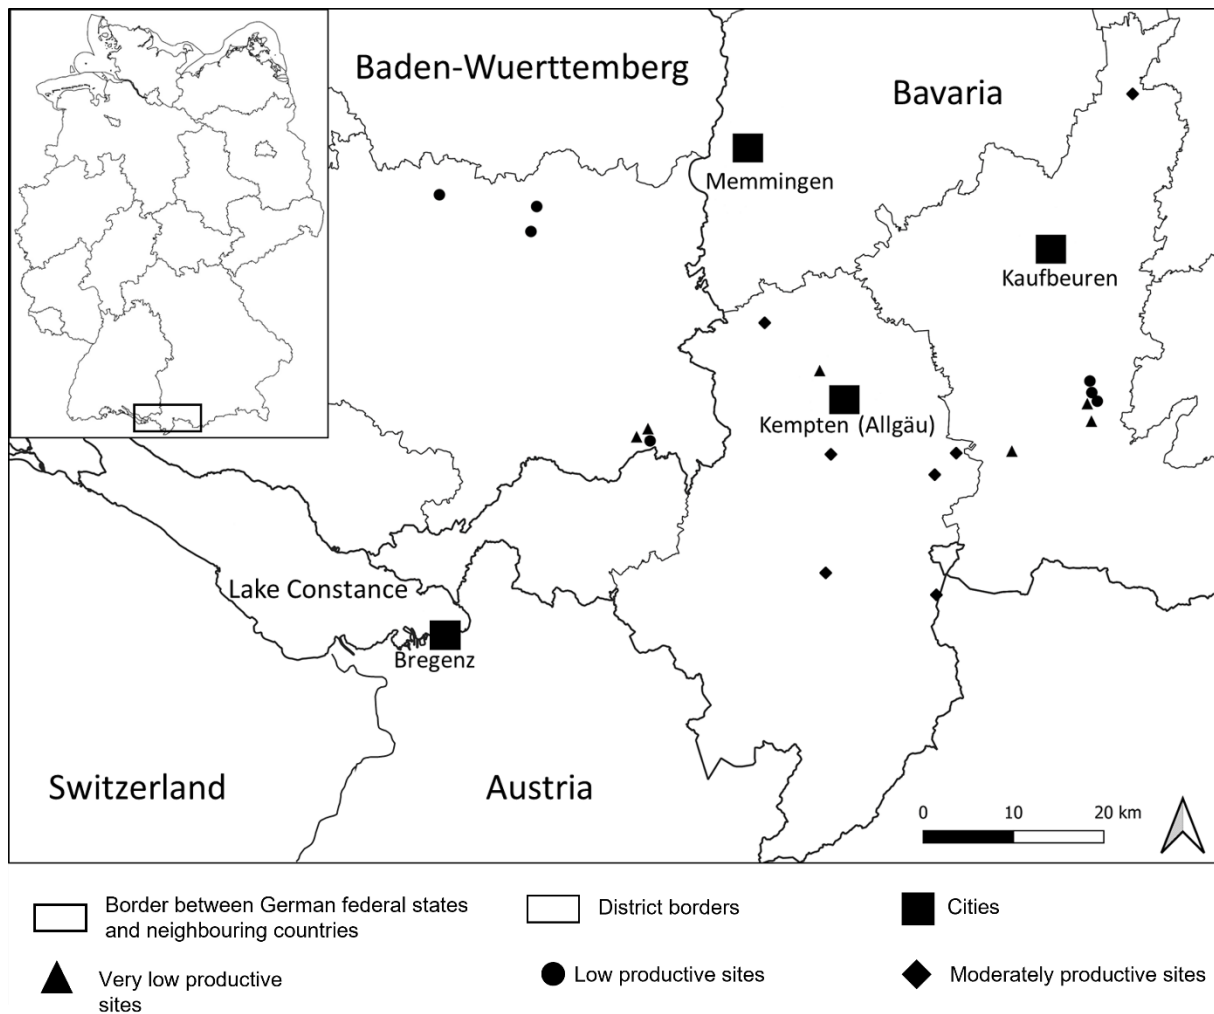 Baden-Wuerttemberg
Bavaria
Memmingen
Kaufbeuren
Kempten (Allgäu)
Lake Constance
Bregenz
Switzerland
Austria
0 10 20 km
Border between German federal states
and neighbouring countries
District borders
Cities
Very low productive
sites
Low productive sites
Moderately productive sites